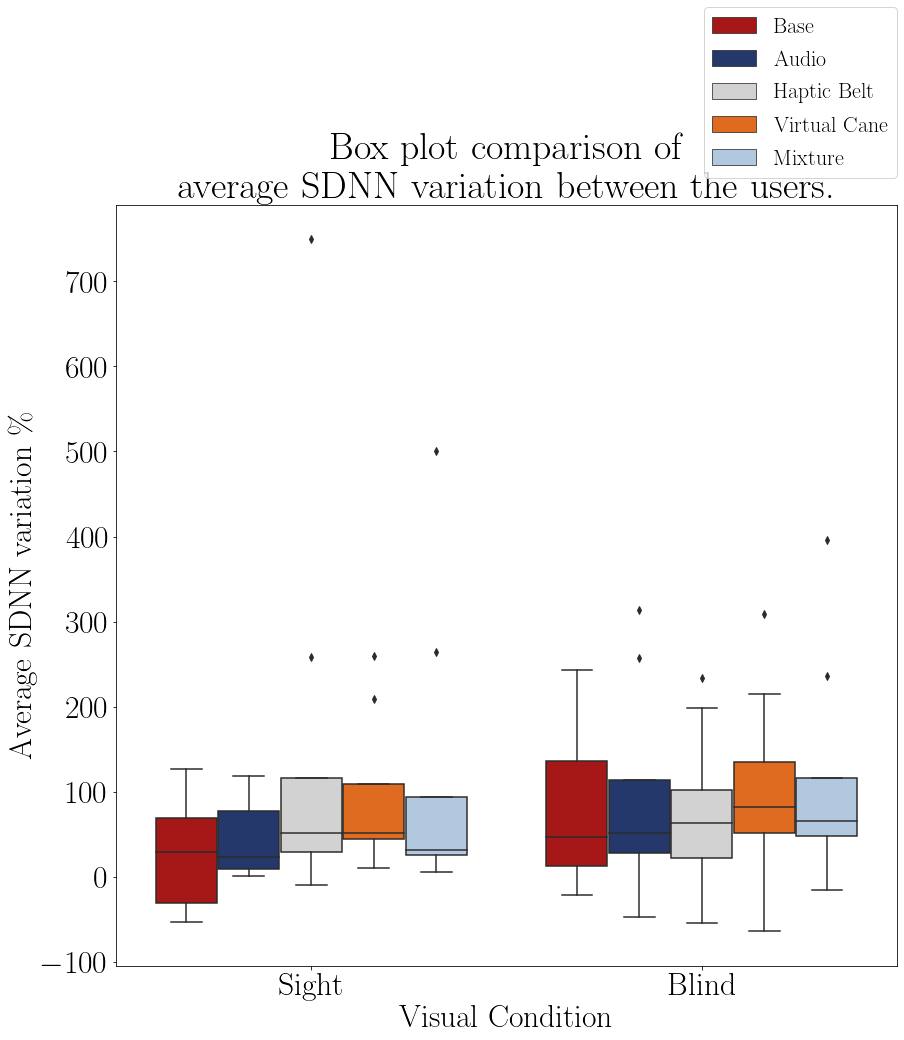 Base
Audio
Haptic Belt
Virtual Cane
Mixture
Box plot comparison of
average SDNN variation between the users.
Average SDNN variation %
700
600
500
400
300
200
100
0
−100
Sight
Blind
Visual Condition